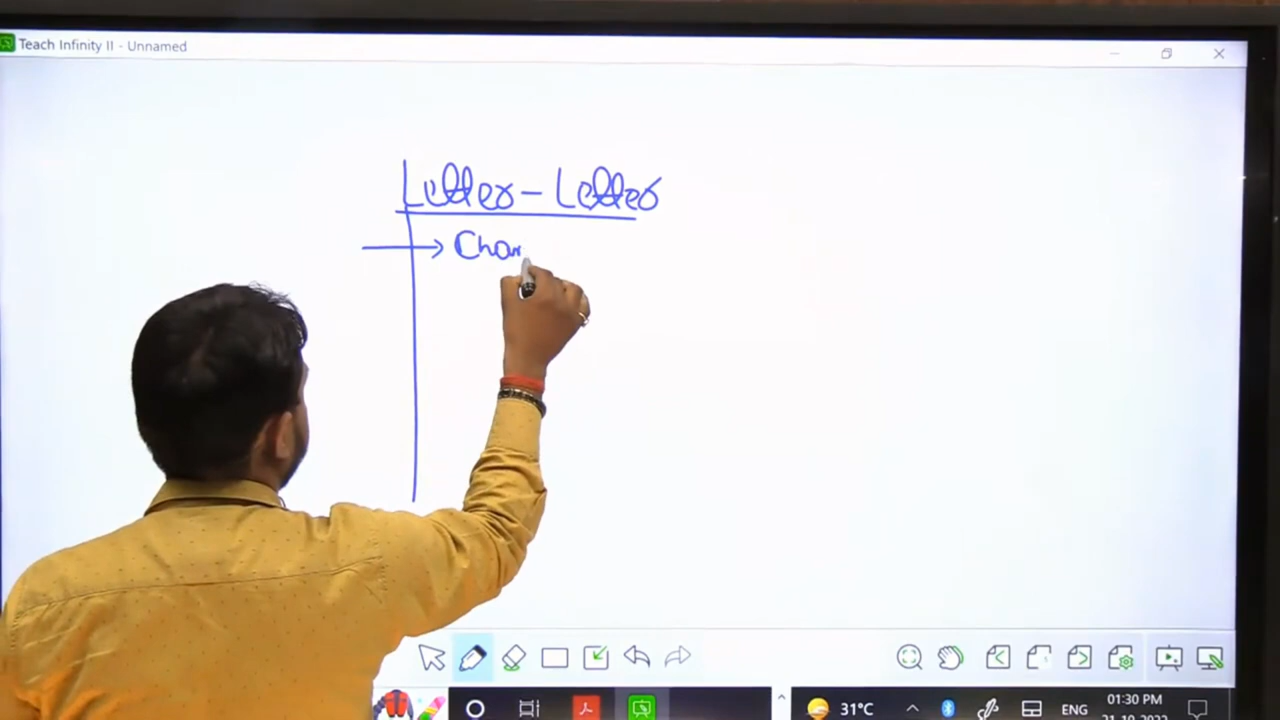 Teach Infinity II - Unnamed
Letter - Letter
→ Char
31°C
ENG
01:30 PM